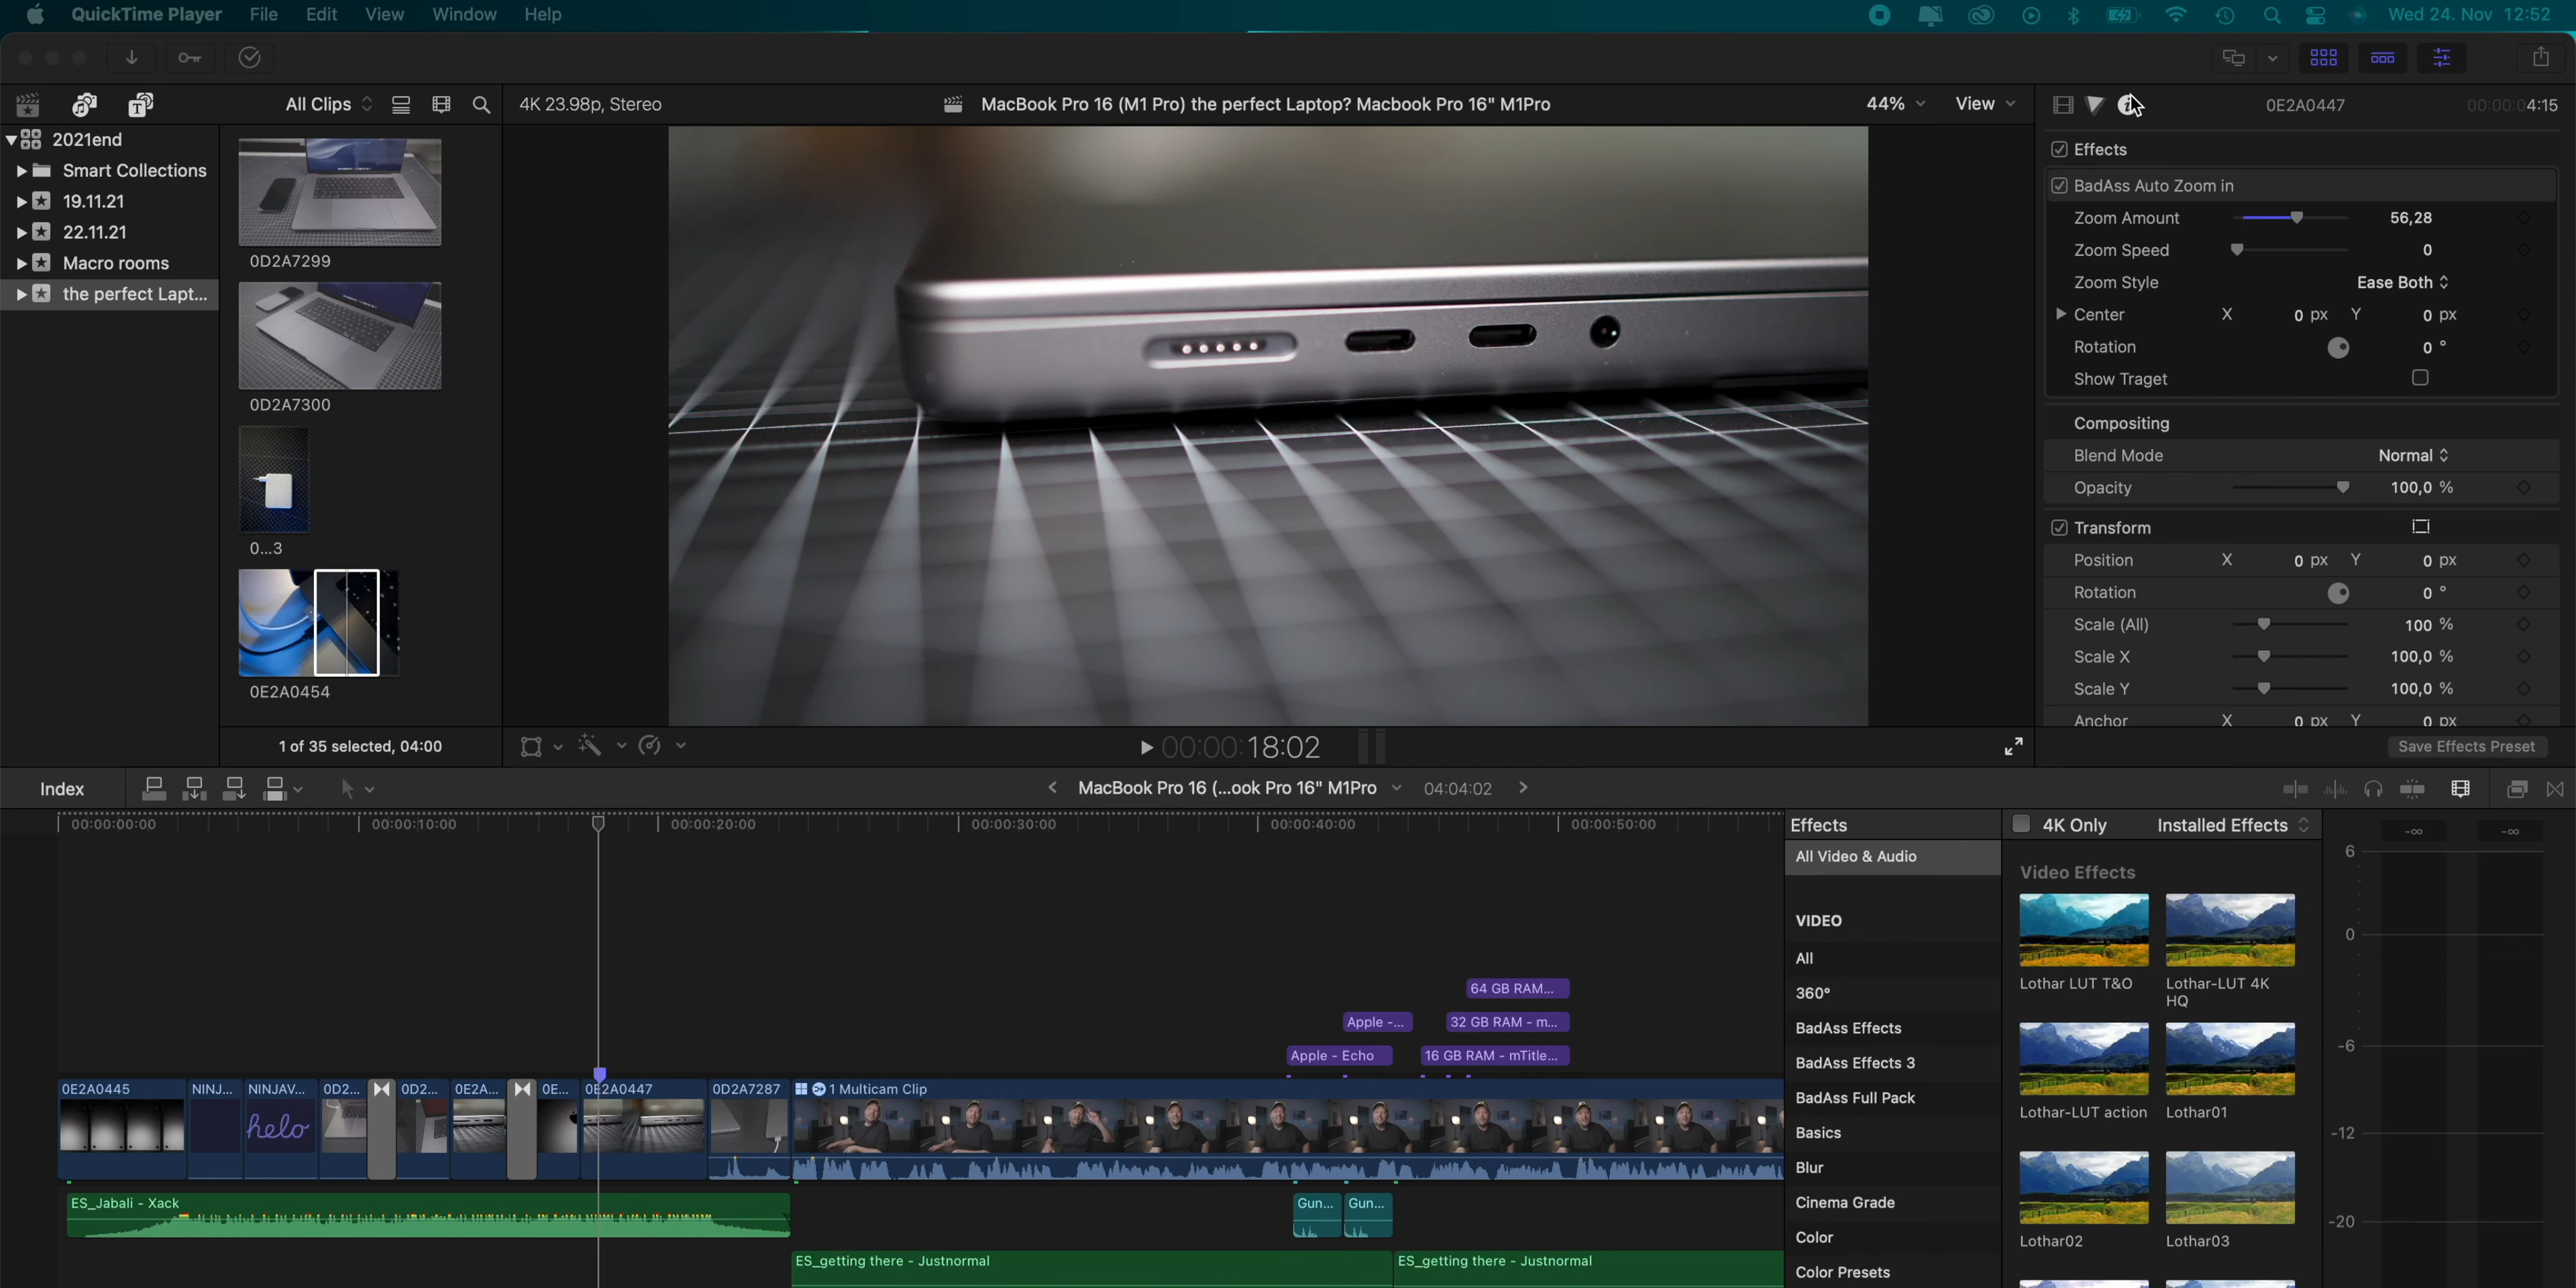 QuickTime Player File Edit View Window Help
Wed 24. Nov 12:52
All Clips
4K 23.98p, Stereo
MacBook Pro 16 (M1 Pro) the perfect Laptop? Macbook Pro 16" M1Pro
44%
View
0E2A0447
00:00:04:15
2021end
Smart Collections
19.11.21
22.11.21
Macro rooms
the perfect Lapt...
0D2A7299
0D2A7300
0...3
0E2A0454
1 of 35 selected, 04:00
Effects
BadAss Auto Zoom in
Zoom Amount 56,28
Zoom Speed 0
Zoom Style Ease Both
Center X 0 px Y 0 px
Rotation 0 °
Show Traget
Compositing
Blend Mode Normal
Opacity 100,0 %
Transform
Position X 0 px Y 0 px
Rotation 0 °
Scale (All) 100 %
Scale X 100,0 %
Scale Y 100,0 %
Anchor X 0 px Y 0 px
00:00:18:02
Save Effects Preset
Index
MacBook Pro 16 (...ook Pro 16" M1Pro
04:04:02
00:00:00:00
00:00:10:00
00:00:20:00
00:00:30:00
00:00:40:00
00:00:50:00
64 GB RAM...
Apple -...
32 GB RAM - m...
Apple - Echo
16 GB RAM - mTitle...
0E2A0445
NINJ...
NINJAV...
0D2...
0D2...
0E2A...
0E...
0E2A0447
0D2A7287
1 Multicam Clip
helo
ES_Jabali - Xack
Gun...
Gun...
ES_getting there - Justnormal
ES_getting there - Justnormal
Effects
4K Only
Installed Effects
All Video & Audio
VIDEO
All
360°
BadAss Effects
BadAss Effects 3
BadAss Full Pack
Basics
Blur
Cinema Grade
Color
Color Presets
Video Effects
Lothar LUT T&O
Lothar-LUT 4K
HQ
Lothar-LUT action
Lothar01
Lothar02
Lothar03
-∞
-∞
6
0
-6
-12
-20